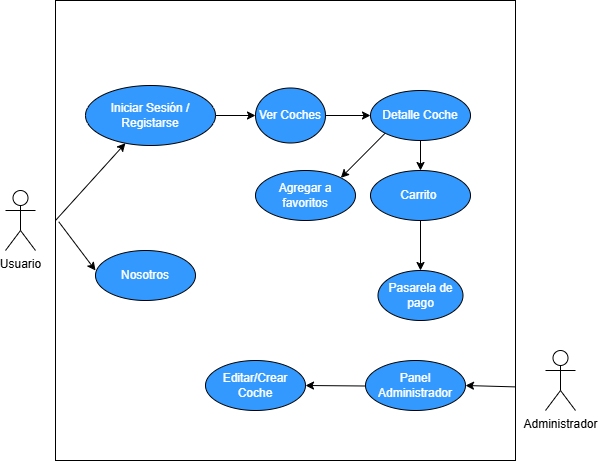 Iniciar Sesión /
Registarse
Ver Coches
Detalle Coche
Agregar a
favoritos
Carrito
Usuario
Nosotros
Pasarela de
pago
Editar/Crear
Coche
Panel
Administrador
Administrador